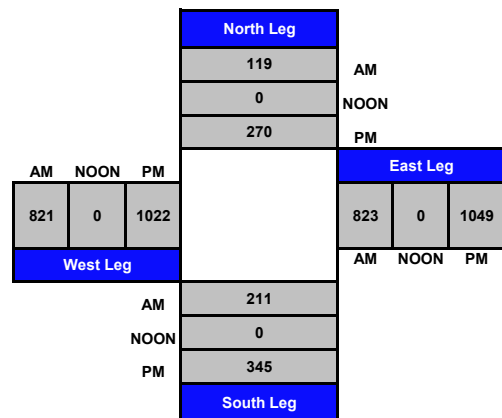 North Leg
119 AM
0 NOON
270 PM
AM NOON PM East Leg
821 0 1022 823 0 1049
West Leg AM NOON PM
AM 211
NOON 0
PM 345
South Leg